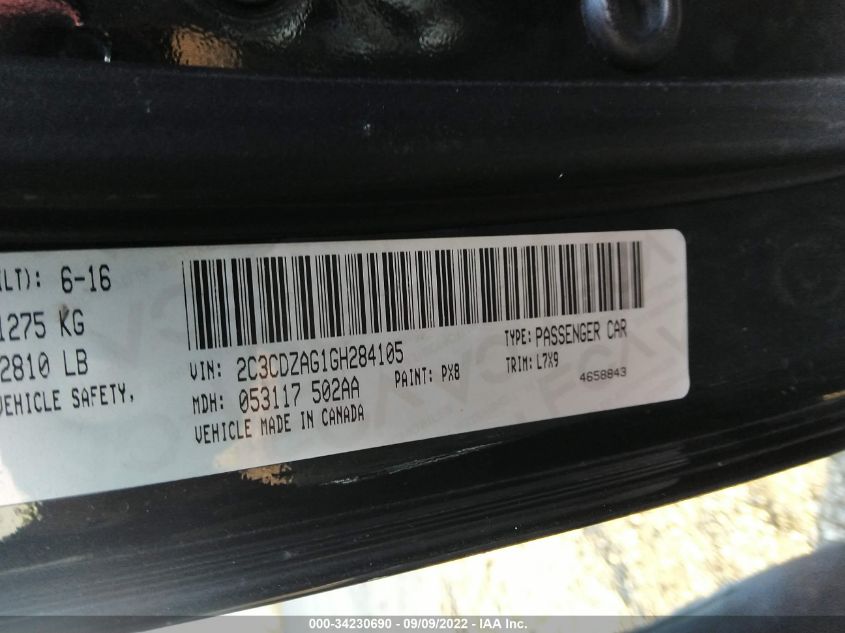 LT): 6-16
1275 KG
2810 LB
VEHICLE SAFETY,
VIN: 2C3CDZAG1GH284105
TYPE: PASSENGER CAR
MDH: 053117 502AA
PAINT: PX8
TRIM: L7X9
4658843
VEHICLE MADE IN CANADA
000-34230690 - 09/09/2022 - IAA Inc.